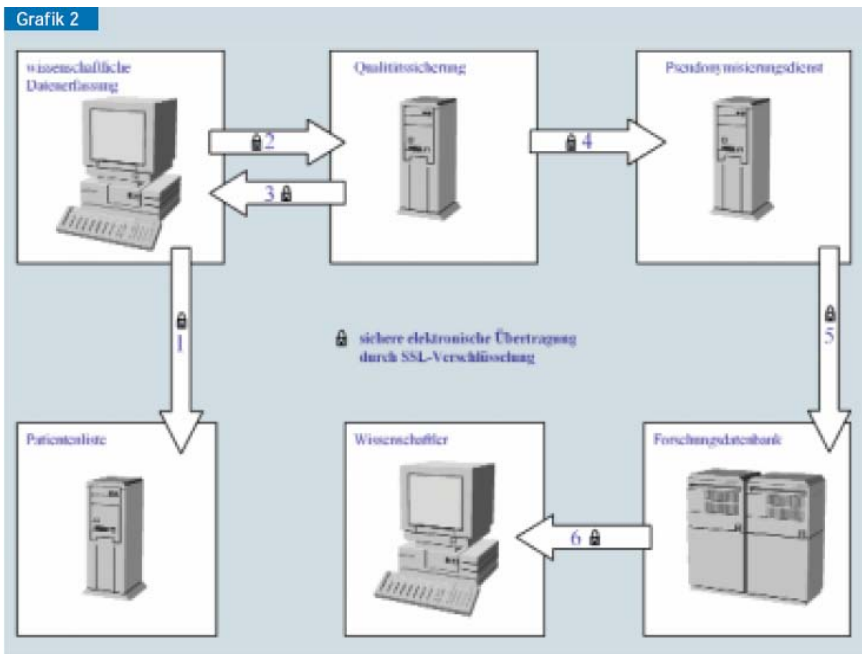 Grafik 2
wissenschaftliche
Datenerfassung
Qualitätssicherung
Pseudonymisierungsdienst
2
4
3
1
5
sichere elektronische Übertragung
durch SSL-Verschlüsselung
Patientenliste
Wissenschaftler
Forschungsdatenbank
6